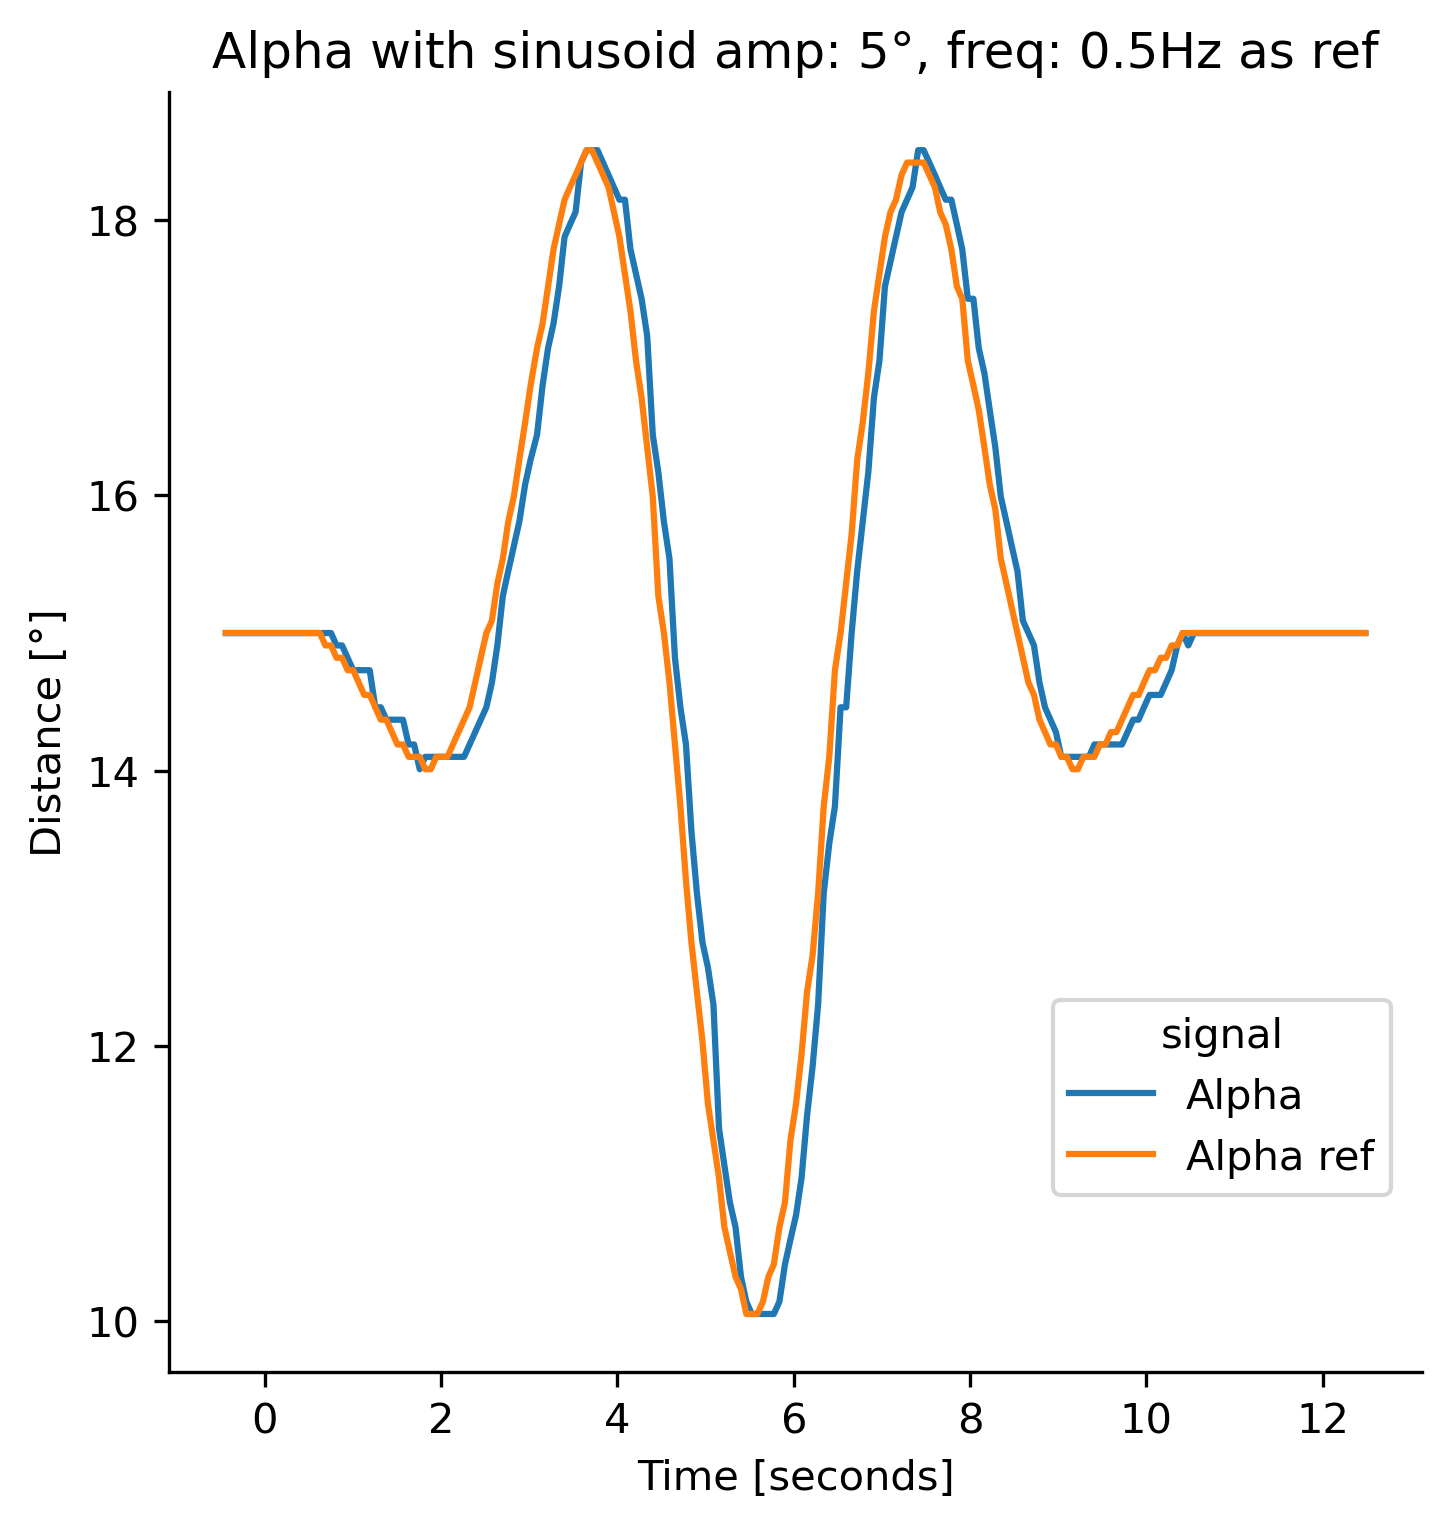 Alpha with sinusoid amp: 5°, freq: 0.5Hz as ref
18
16
14
12
10
Distance [°]
signal
Alpha
Alpha ref
0 2 4 6 8 10 12
Time [seconds]